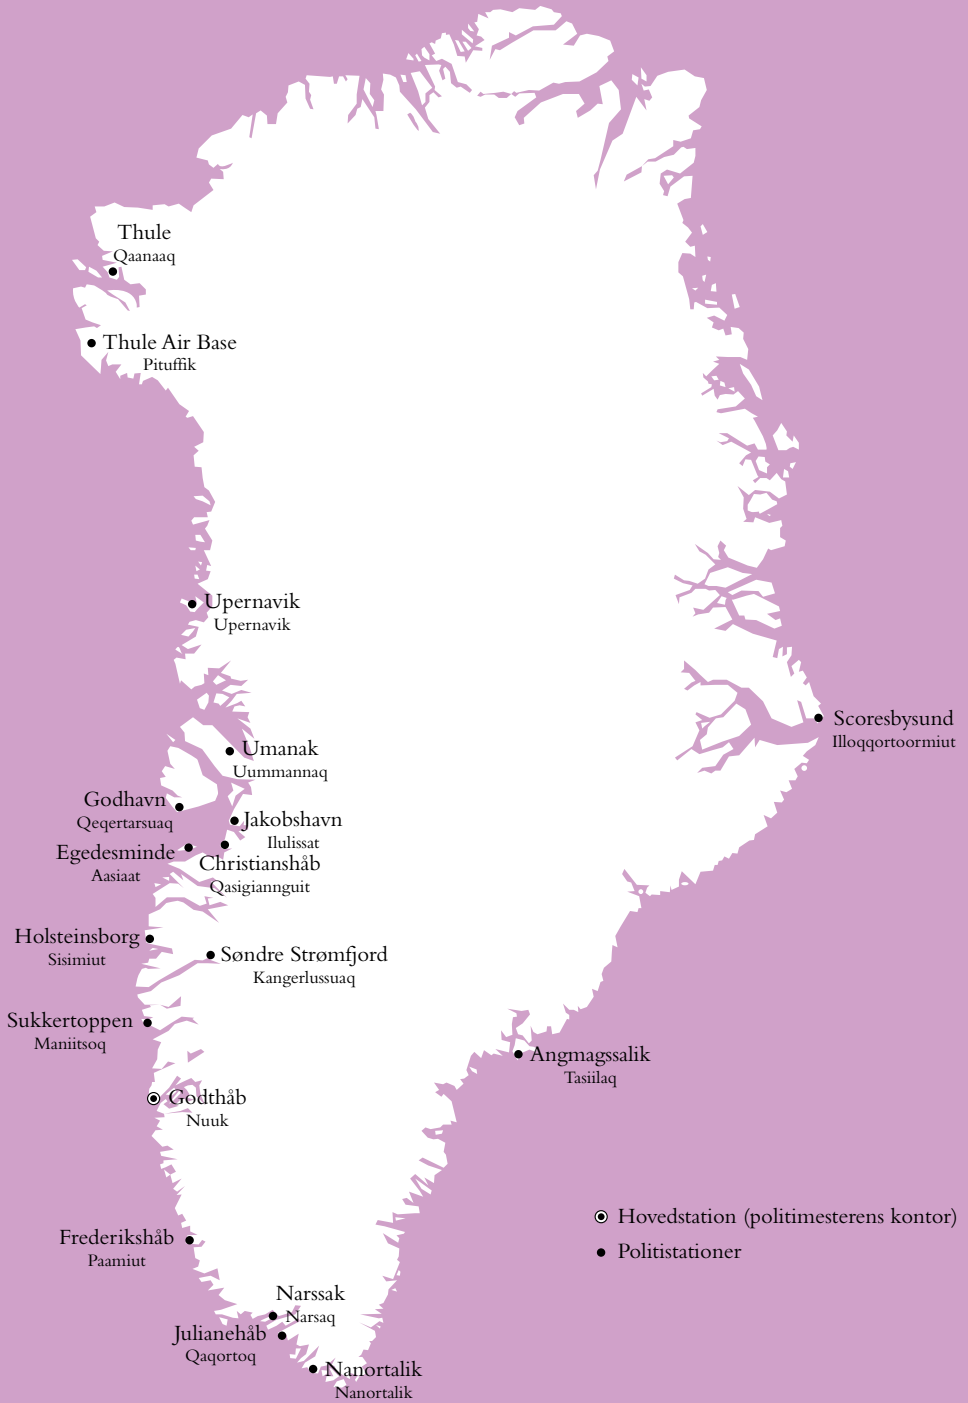 Thule
Qaanaaq
Thule Air Base
Pituffik
Upernavik
Upernavik
Scoresbysund
Illoqqortoormiut
Umanak
Uummannaq
Godhavn
Qeqertarsuaq
Jakobshavn
Ilulissat
Egedesminde
Aasiaat
Christianshåb
Qasigiannguit
Holsteinsborg
Sisimiut
Søndre Strømfjord
Kangerlussuaq
Sukkertoppen
Maniitsoq
Angmagssalik
Tasiilaq
Godthåb
Nuuk
Hovedstation (politimesterens kontor)
Politistationer
Frederikshåb
Paamiut
Narssak
Narsaq
Julianehåb
Qaqortoq
Nanortalik
Nanortalik